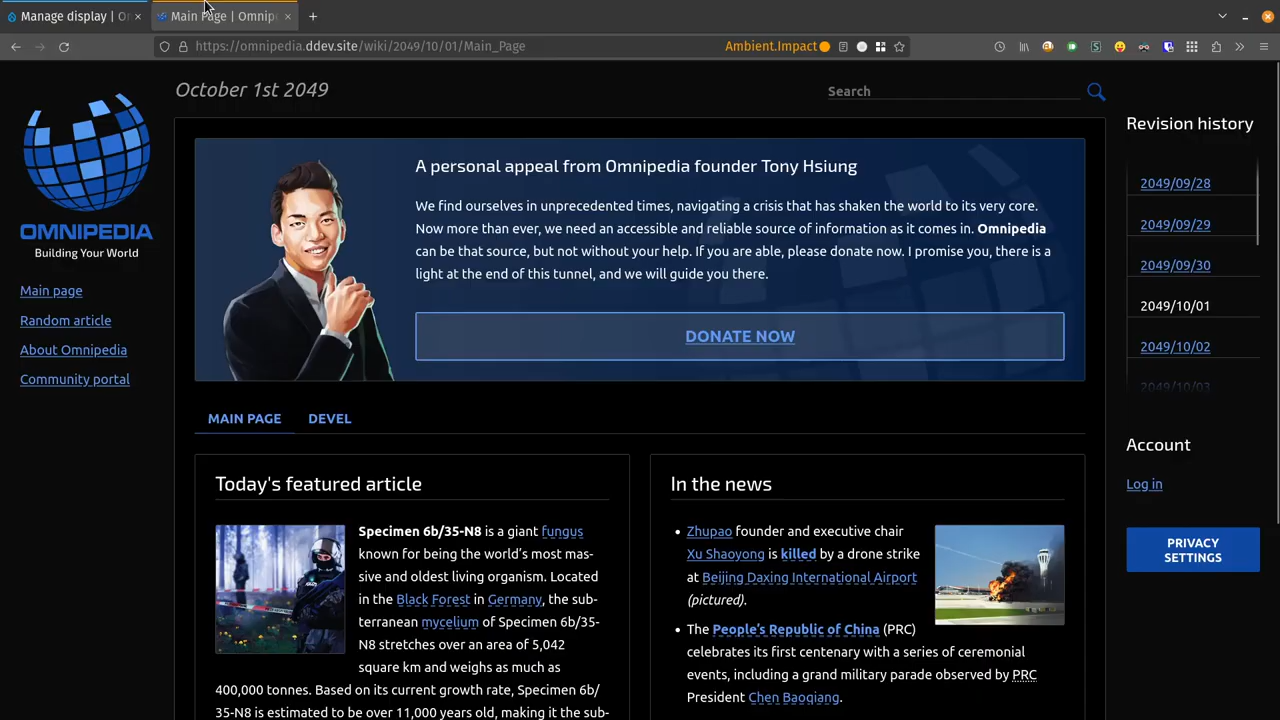 Manage display | O
Main Page | Omnip
https://omnipedia.ddev.site/wiki/2049/10/01/Main_Page
Ambient.Impact
OMNIPEDIA
Building Your World
Main page
Random article
About Omnipedia
Community portal
October 1st 2049
Search
A personal appeal from Omnipedia founder Tony Hsiung
We find ourselves in unprecedented times, navigating a crisis that has shaken the world to its very core.
Now more than ever, we need an accessible and reliable source of information as it comes in. Omnipedia
can be that source, but not without your help. If you are able, please donate now. I promise you, there is a
light at the end of this tunnel, and we will guide you there.
DONATE NOW
MAIN PAGE
DEVEL
Today's featured article
Specimen 6b/35-N8 is a giant fungus
known for being the world's most mas-
sive and oldest living organism. Located
in the Black Forest in Germany, the sub-
terranean mycelium of Specimen 6b/35-
N8 stretches over an area of 5,042
square km and weighs as much as
400,000 tonnes. Based on its current growth rate, Specimen 6b/
35-N8 is estimated to be over 11,000 years old, making it the sub-
In the news
• Zhupao founder and executive chair
Xu Shaoyong is killed by a drone strike
at Beijing Daxing International Airport
(pictured).
• The People's Republic of China (PRC)
celebrates its first centenary with a series of ceremonial
events, including a grand military parade observed by PRC
President Chen Baoqiang.
Revision history
2049/09/28
2049/09/29
2049/09/30
2049/10/01
2049/10/02
2049/10/03
Account
Log in
PRIVACY
SETTINGS